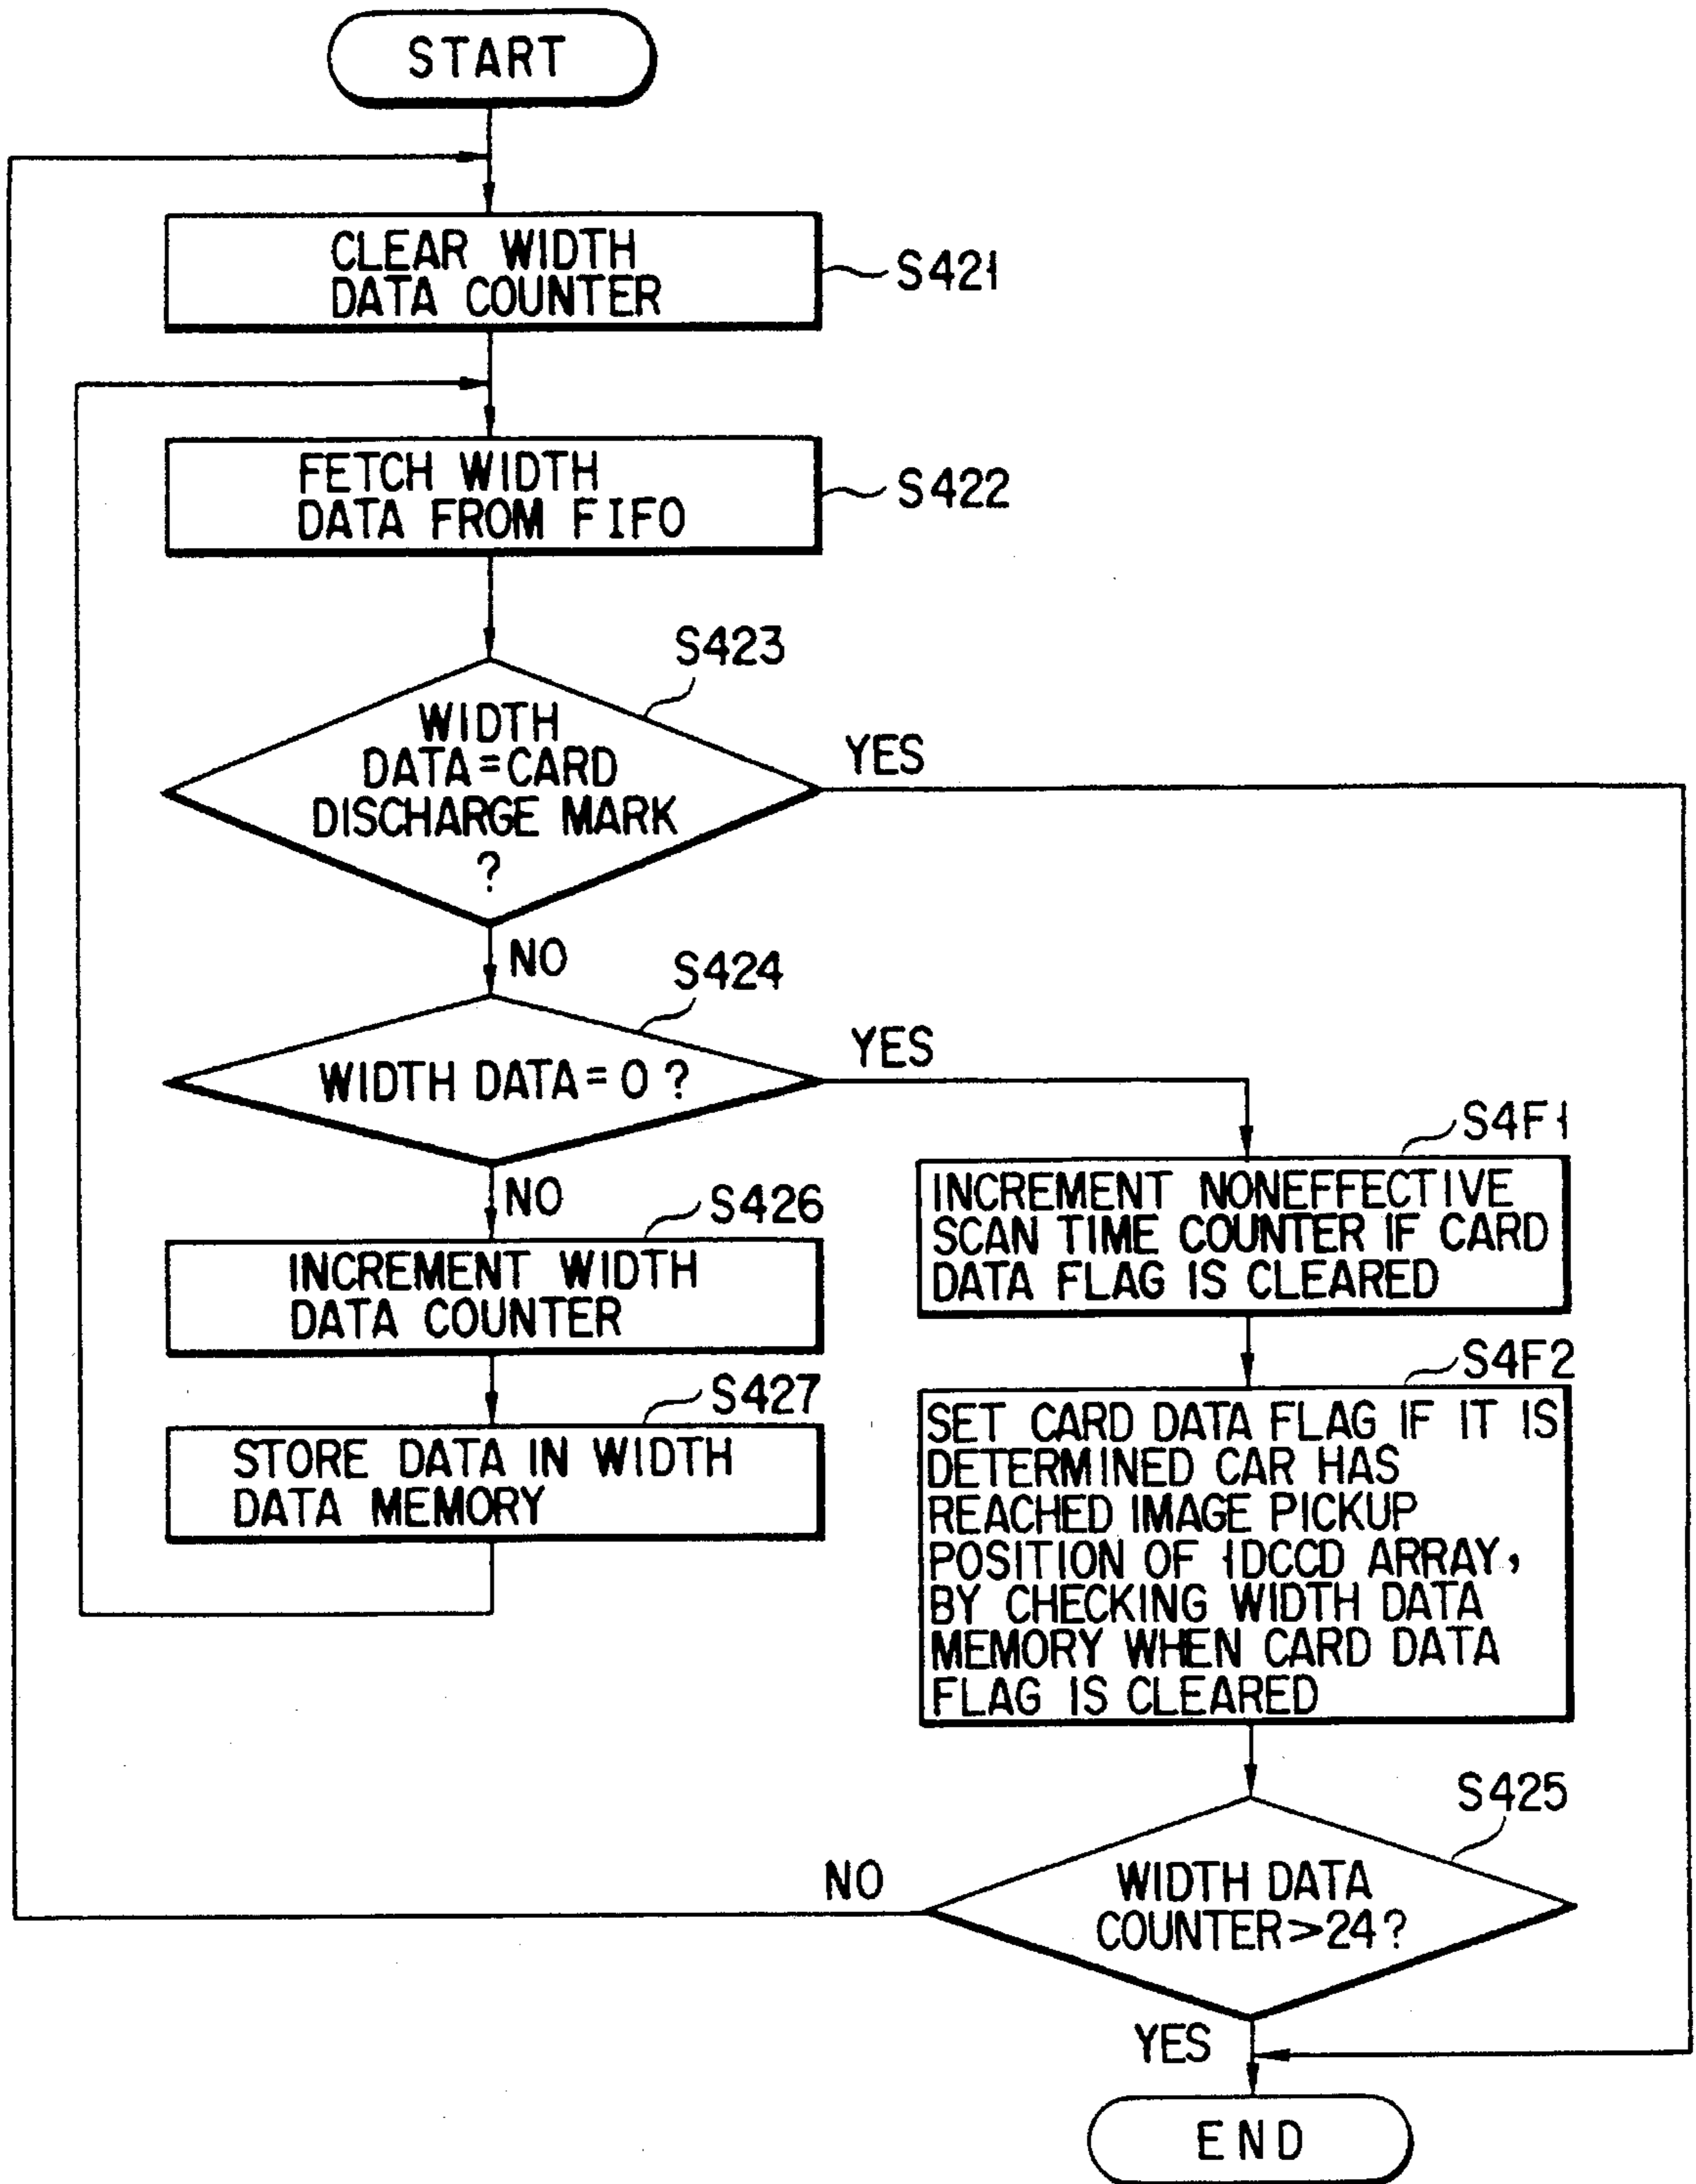 START
CLEAR WIDTH
DATA COUNTER
S421
FETCH WIDTH
DATA FROM FIFO
S422
S423
WIDTH
DATA=CARD
DISCHARGE MARK
?
YES
NO
S424
WIDTH DATA=0?
YES
NO
S426
INCREMENT WIDTH
DATA COUNTER
S427
STORE DATA IN WIDTH
DATA MEMORY
S4F1
INCREMENT NONEFFECTIVE
SCAN TIME COUNTER IF CARD
DATA FLAG IS CLEARED
S4F2
SET CARD DATA FLAG IF IT IS
DETERMINED CAR HAS
REACHED IMAGE PICKUP
POSITION OF 1DCCD ARRAY,
BY CHECKING WIDTH DATA
MEMORY WHEN CARD DATA
FLAG IS CLEARED
S425
WIDTH DATA
COUNTER>24?
NO
YES
END